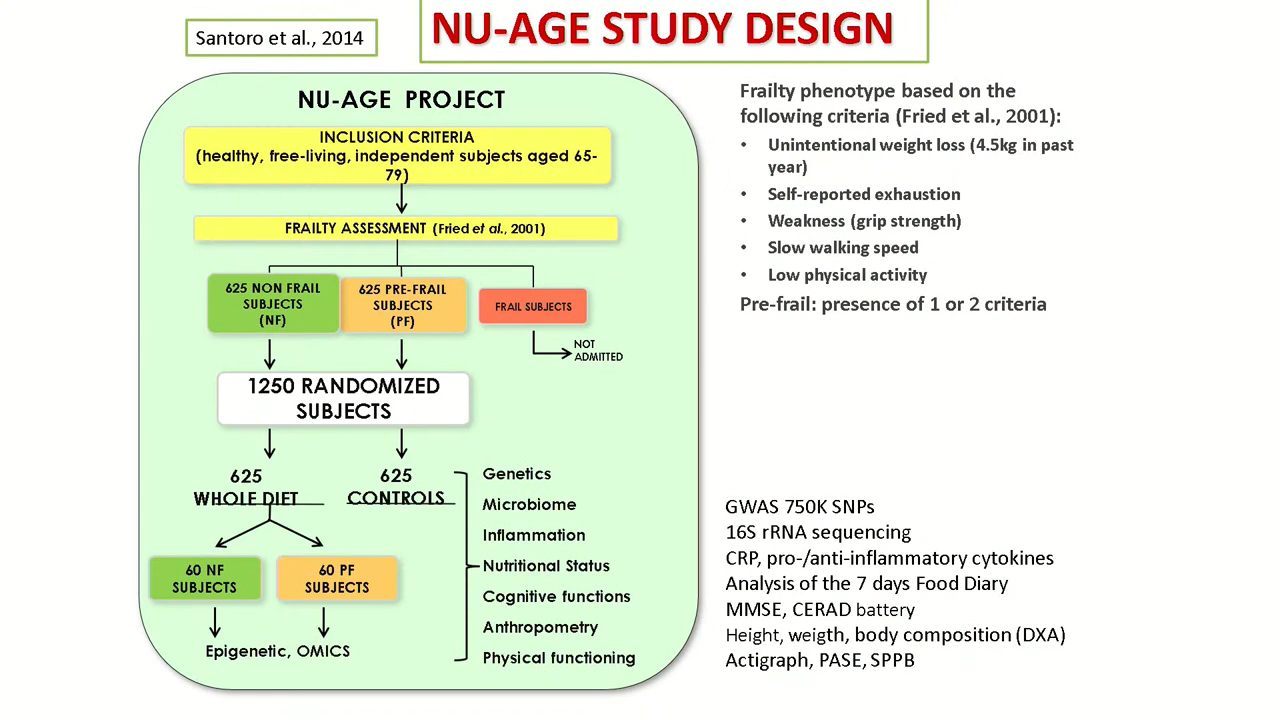 Santoro et al., 2014
NU-AGE STUDY DESIGN
NU-AGE PROJECT
INCLUSION CRITERIA
(healthy, free-living, independent subjects aged 65-
79)
FRAILTY ASSESSMENT (Fried et al., 2001)
625 NON FRAIL
SUBJECTS
(NF)
625 PRE-FRAIL
SUBJECTS
(PF)
FRAIL SUBJECTS
NOT
ADMITTED
1250 RANDOMIZED
SUBJECTS
625
WHOLE DIET
625
CONTROLS
60 NF
SUBJECTS
60 PF
SUBJECTS
Epigenetic, OMICS
Genetics
Microbiome
Inflammation
Nutritional Status
Cognitive functions
Anthropometry
Physical functioning
Frailty phenotype based on the
following criteria (Fried et al., 2001):
• Unintentional weight loss (4.5kg in past
year)
• Self-reported exhaustion
• Weakness (grip strength)
• Slow walking speed
• Low physical activity
Pre-frail: presence of 1 or 2 criteria
GWAS 750K SNPs
16S rRNA sequencing
CRP, pro-/anti-inflammatory cytokines
Analysis of the 7 days Food Diary
MMSE, CERAD battery
Height, weigth, body composition (DXA)
Actigraph, PASE, SPPB